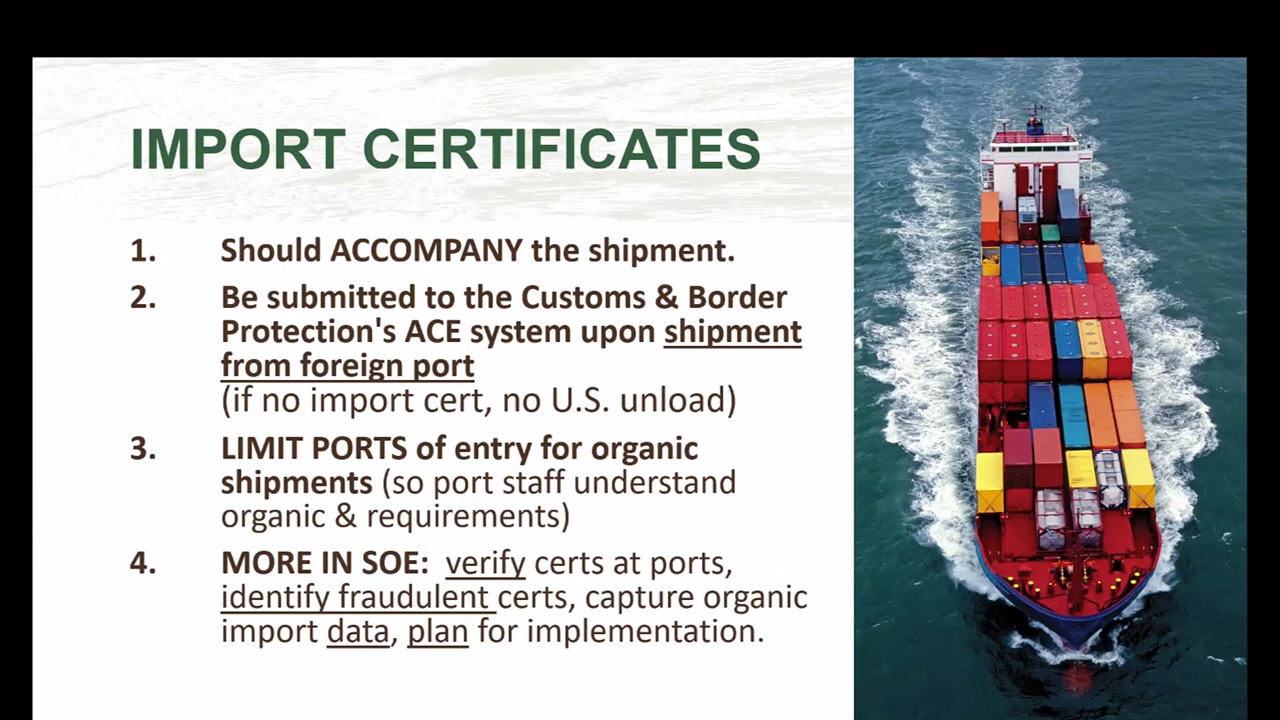 IMPORT CERTIFICATES
1. Should ACCOMPANY the shipment.
2. Be submitted to the Customs & Border
Protection's ACE system upon shipment
from foreign port
(if no import cert, no U.S. unload)
3. LIMIT PORTS of entry for organic
shipments (so port staff understand
organic & requirements)
4. MORE IN SOE: verify certs at ports,
identify fraudulent certs, capture organic
import data, plan for implementation.